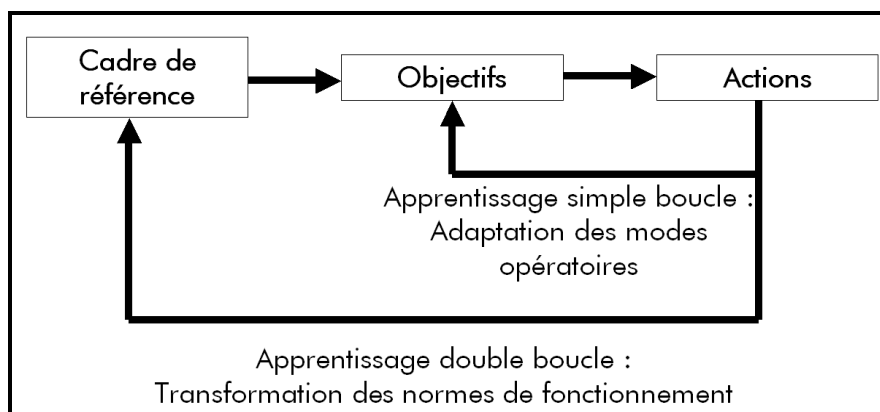 Cadre de
référence
Objectifs
Actions
Apprentissage simple boucle :
Adaptation des modes
opératoires
Apprentissage double boucle :
Transformation des normes de fonctionnement